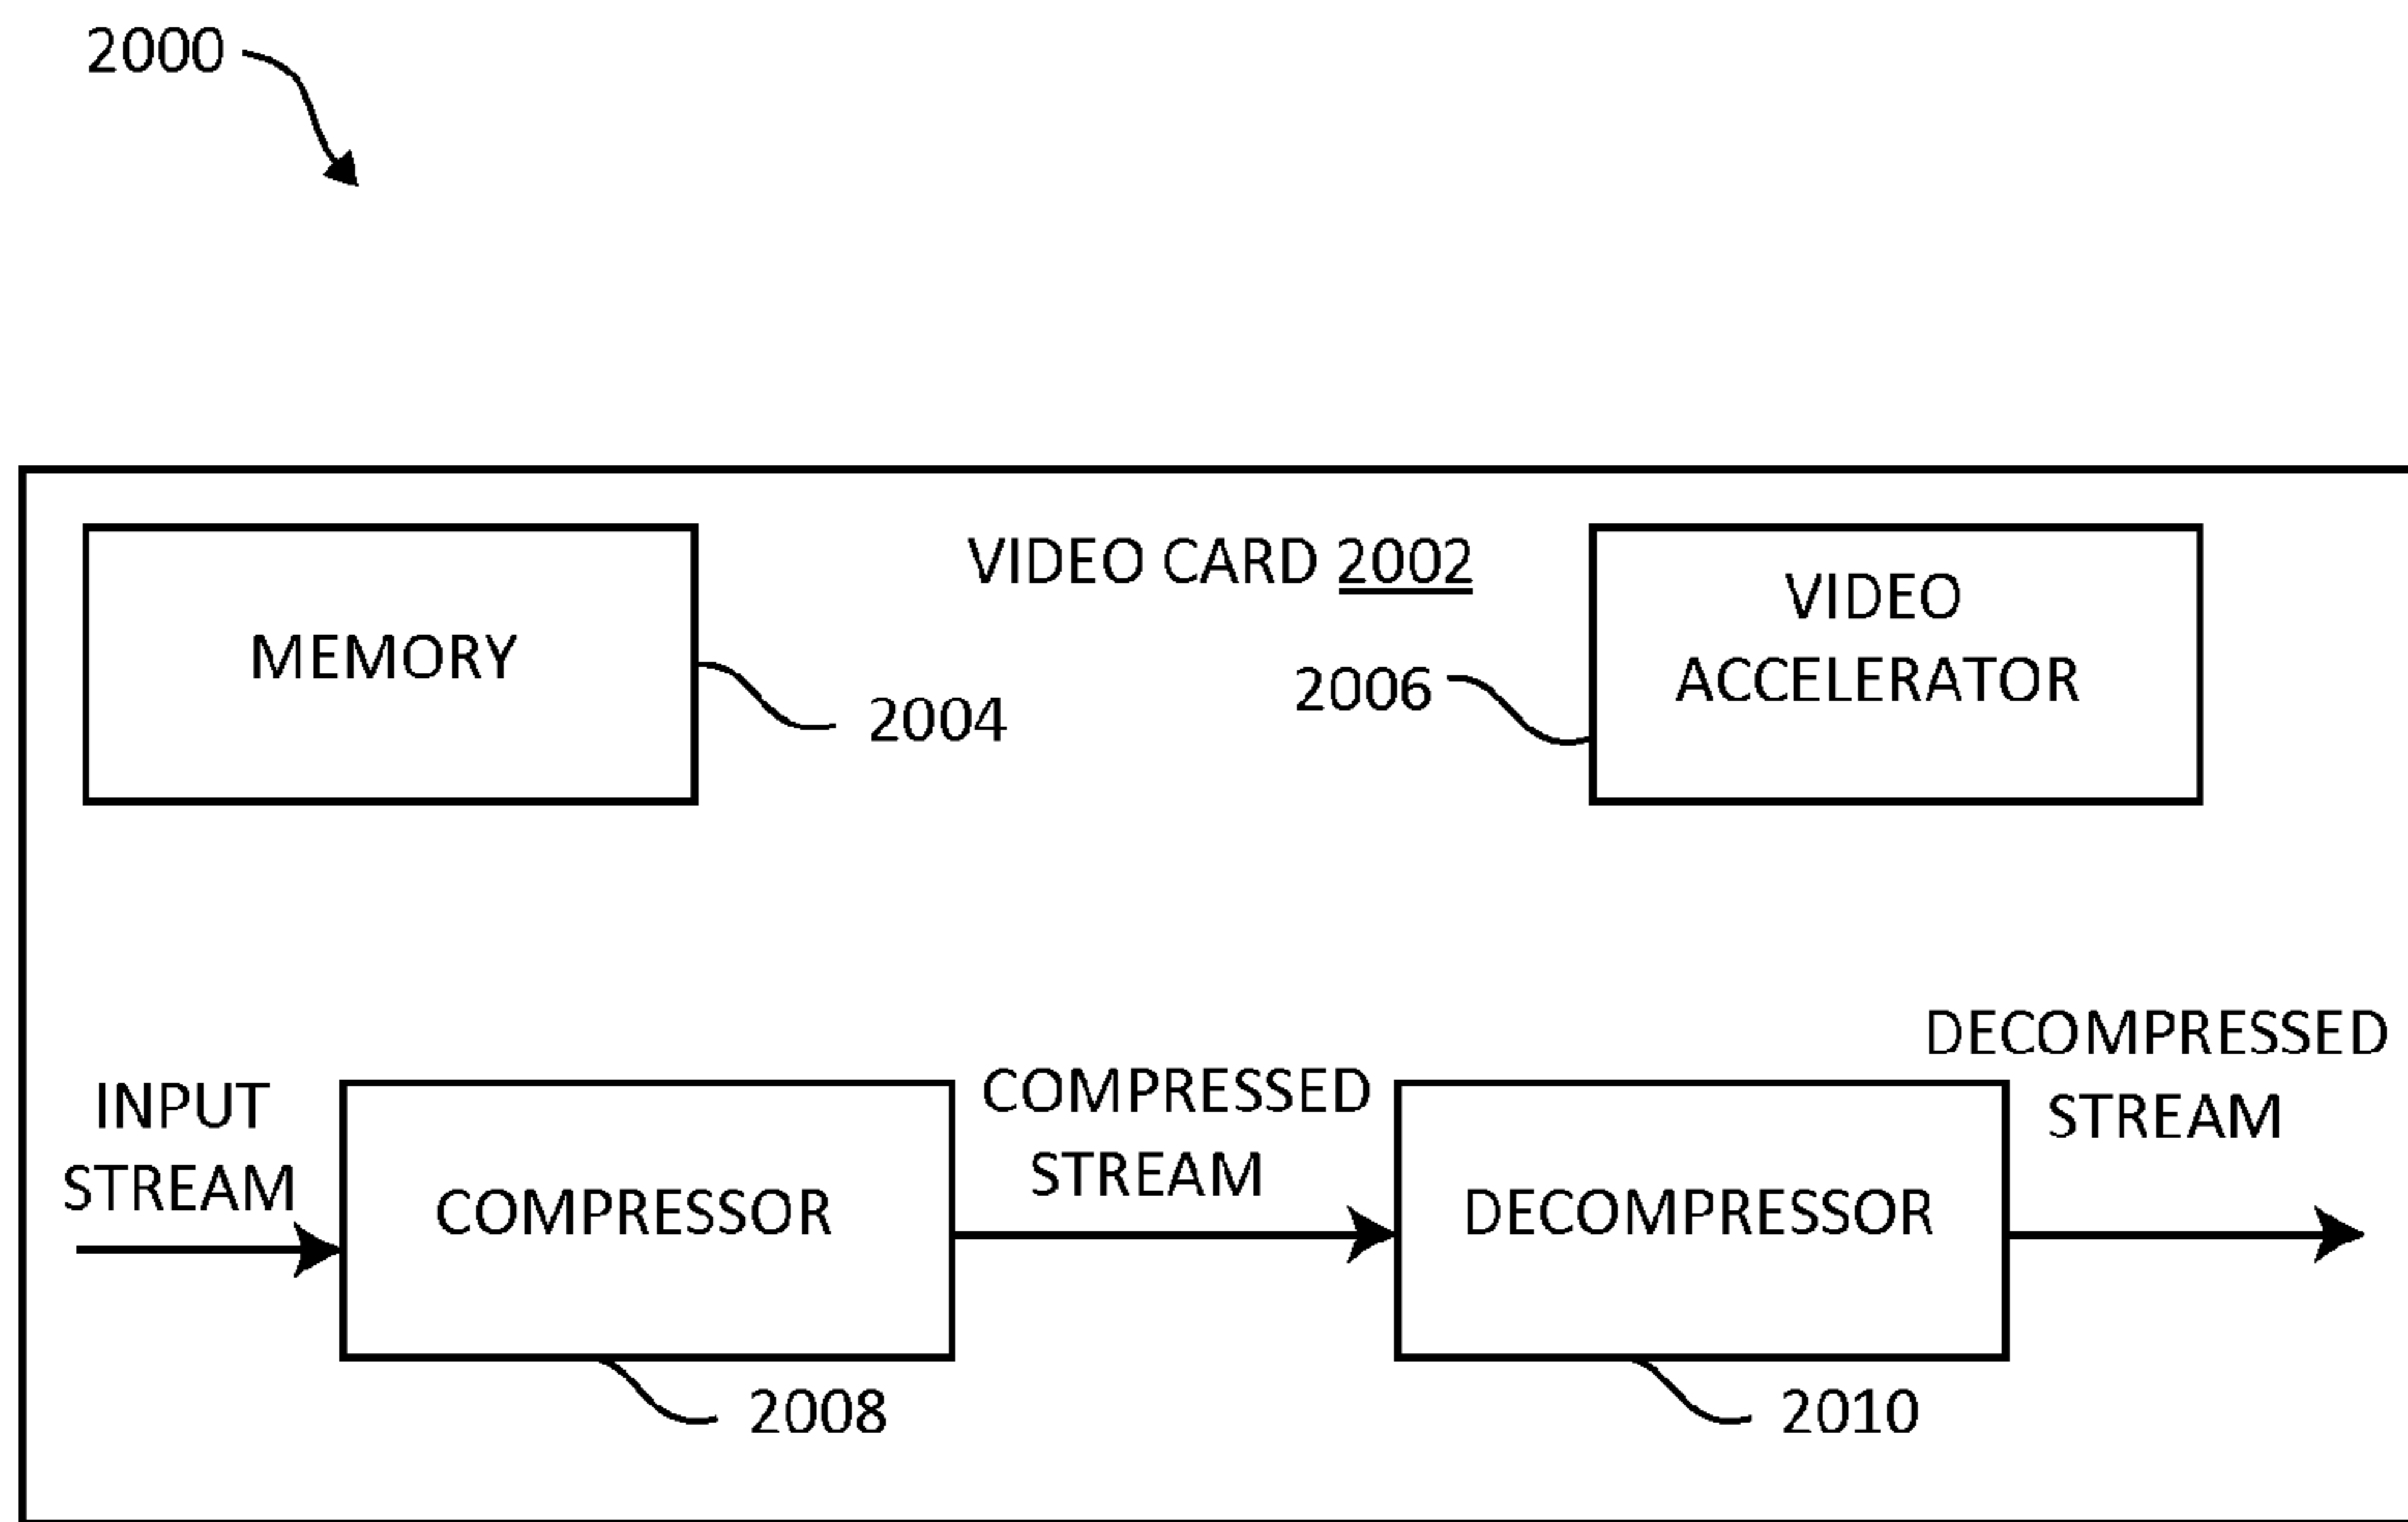 2000
VIDEO CARD 2002
MEMORY
2004
VIDEO
ACCELERATOR
2006
INPUT
STREAM
COMPRESSOR
2008
COMPRESSED
STREAM
DECOMPRESSOR
2010
DECOMPRESSED
STREAM